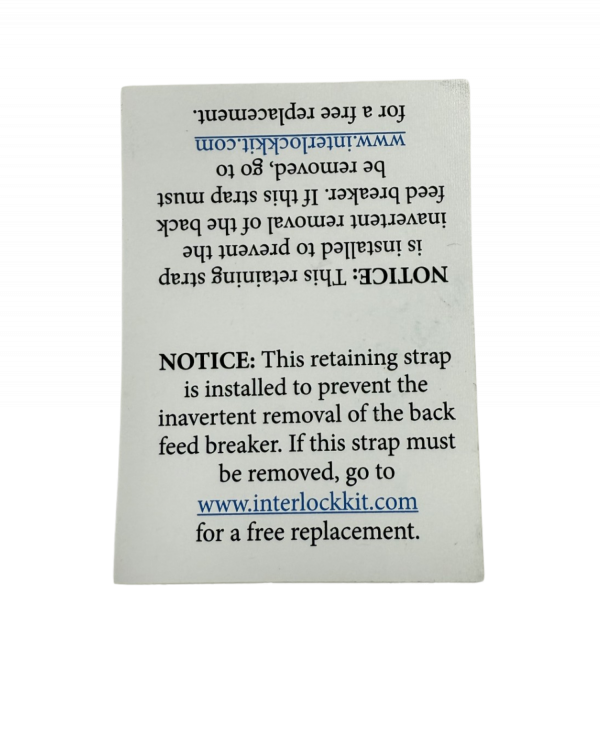 NOTICE: This retaining strap
is installed to prevent the
inavertent removal of the back
feed breaker. If this strap must
be removed, go to
www.interlockkit.com
for a free replacement.
NOTICE: This retaining strap
is installed to prevent the
inavertent removal of the back
feed breaker. If this strap must
be removed, go to
www.interlockkit.com
for a free replacement.